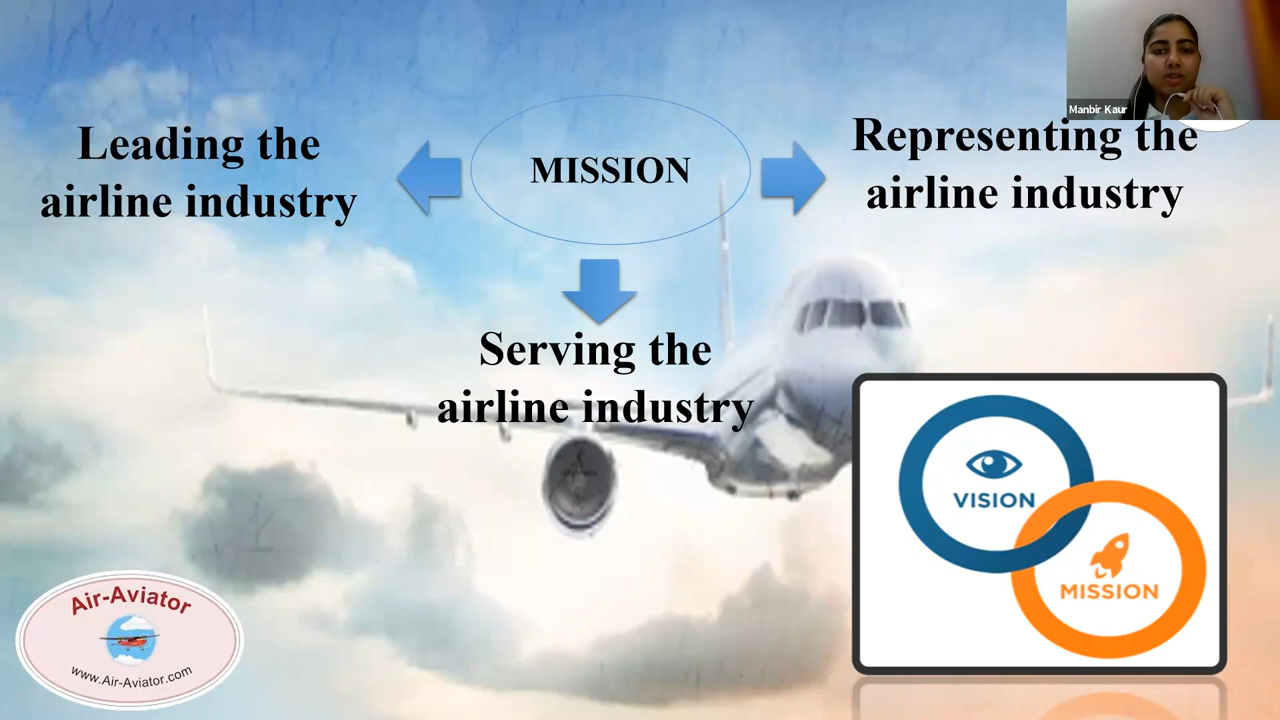 Manbir Kaur
Leading the
airline industry
MISSION
Representing the
airline industry
Serving the
airline industry
VISION
MISSION
Air-Aviator
www.Air-Aviator.com